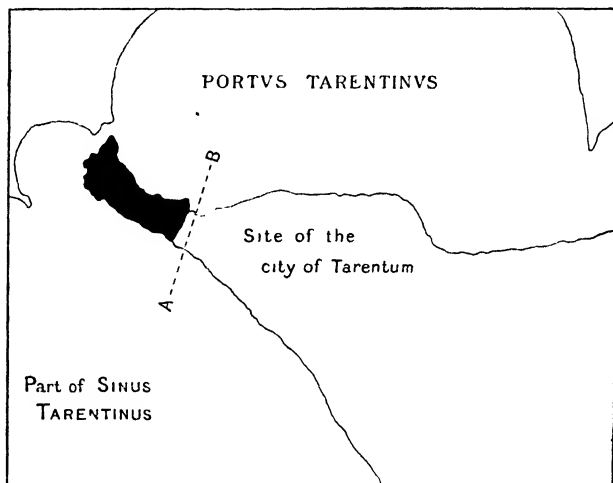 PORTVS TARENTINVS
B
Site of the
city of Tarentum
A
Part of SINUS
TARENTINUS